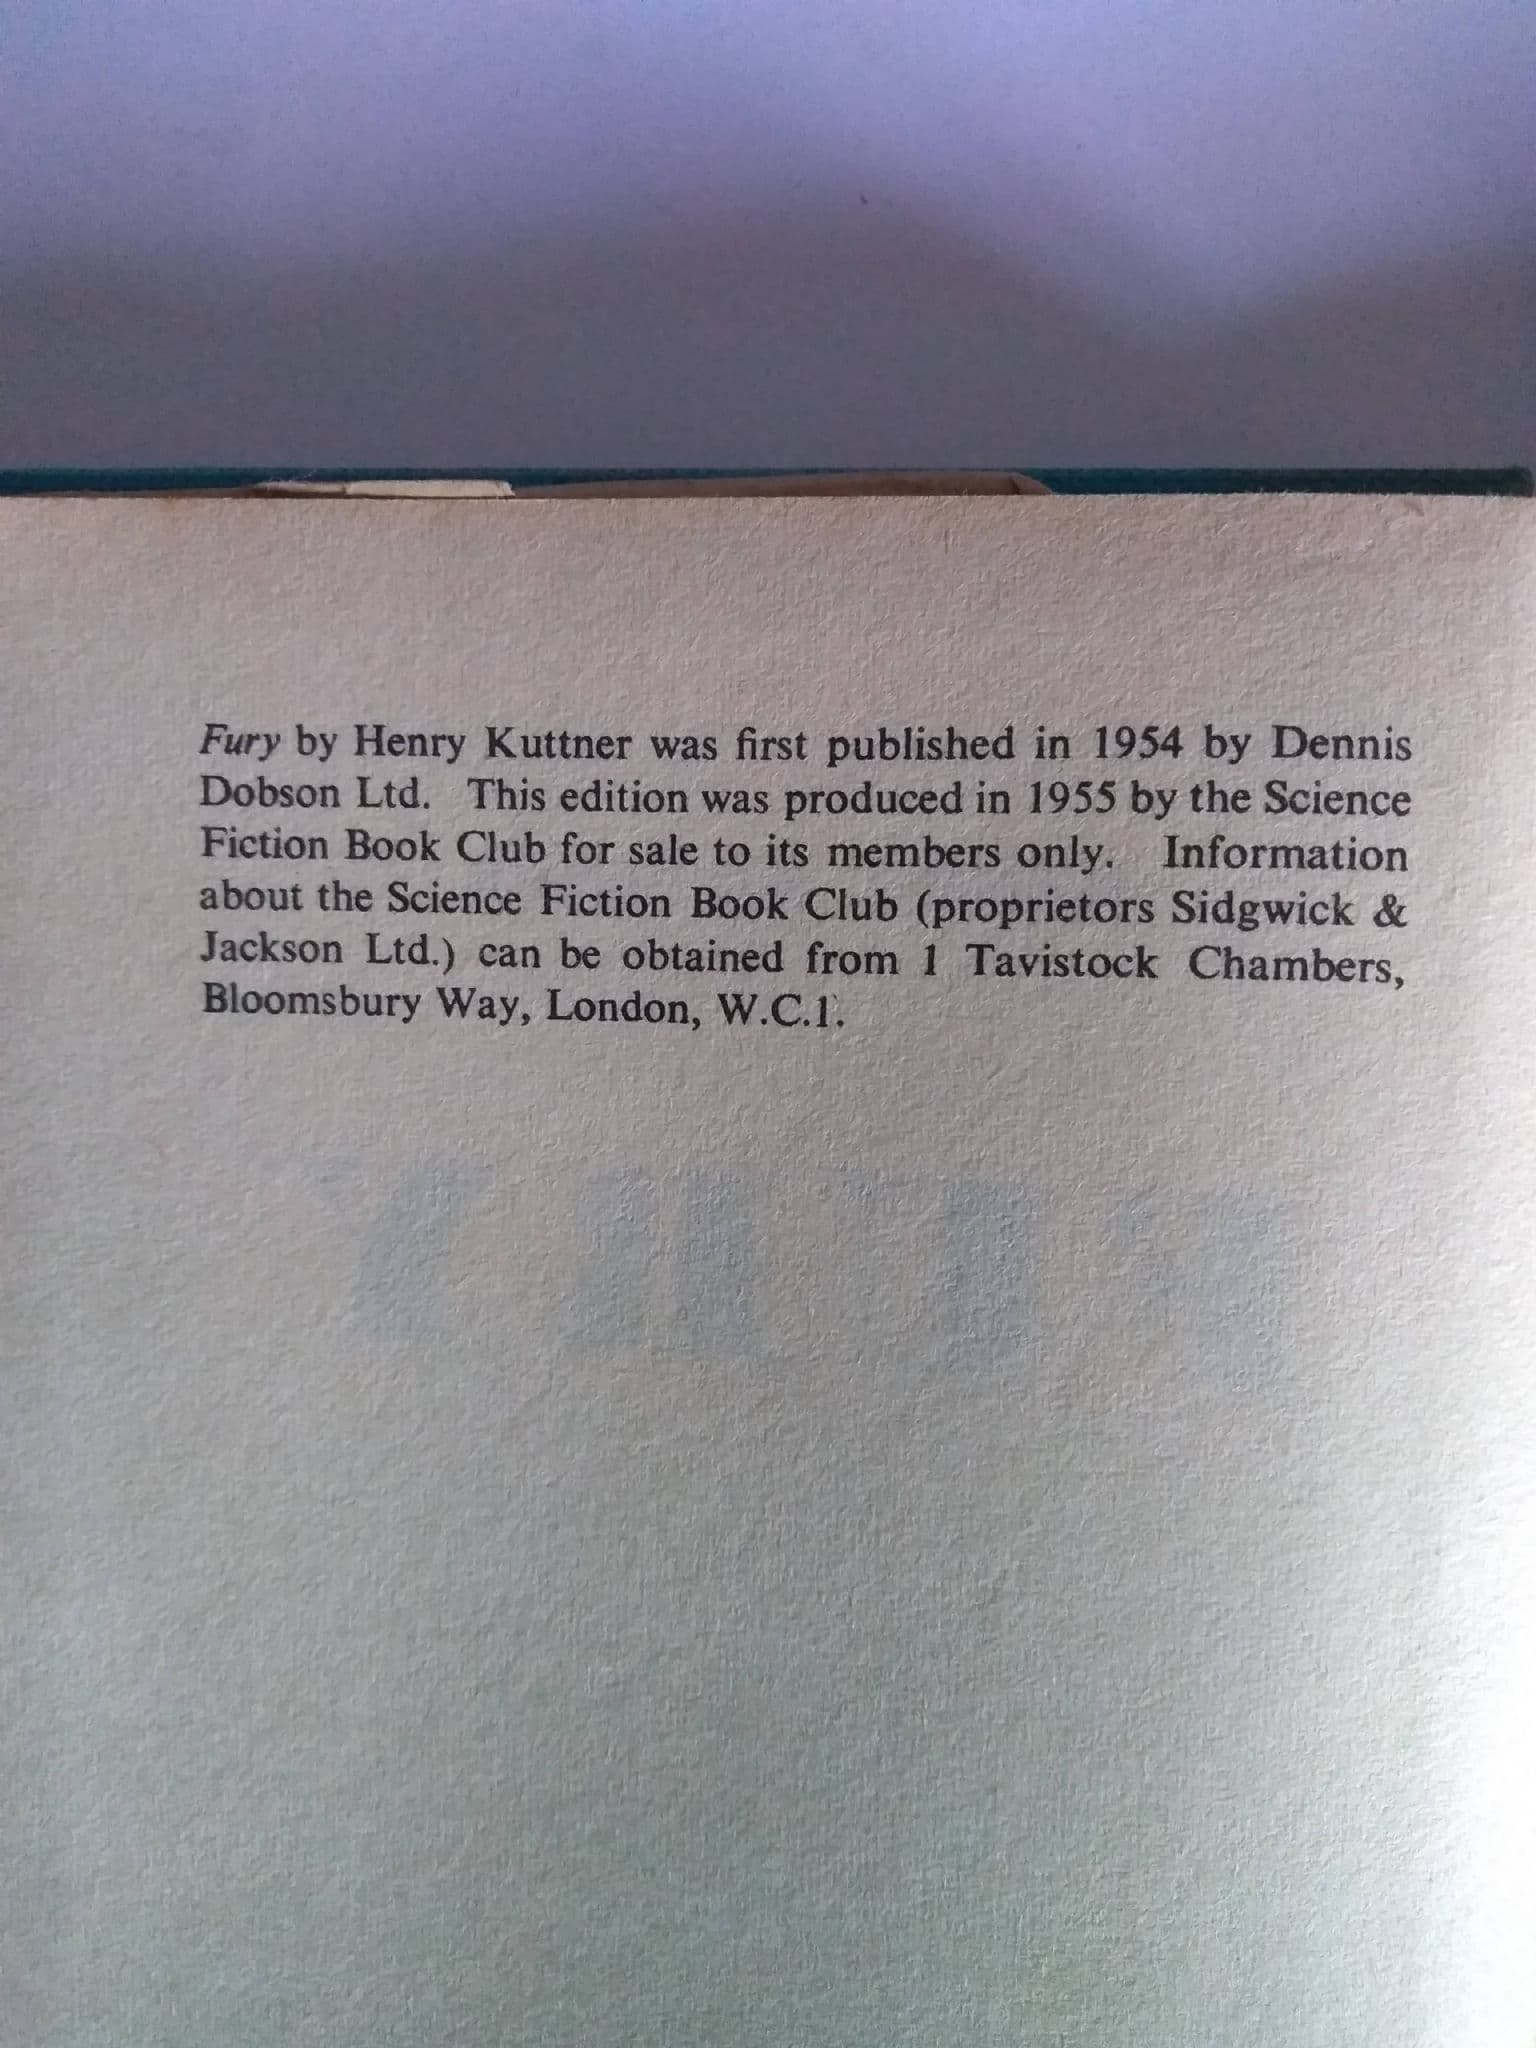 Fury by Henry Kuttner was first published in 1954 by Dennis
Dobson Ltd. This edition was produced in 1955 by the Science
Fiction Book Club for sale to its members only. Information
about the Science Fiction Book Club (proprietors Sidgwick &
Jackson Ltd.) can be obtained from 1 Tavistock Chambers,
Bloomsbury Way, London, W.C.1.